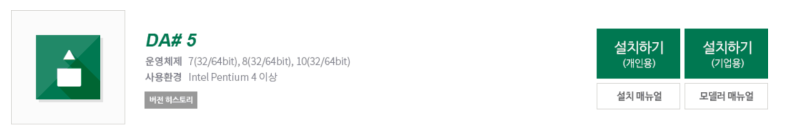 DA# 5
운영체제 7(32/64bit), 8(32/64bit), 10(32/64bit)
사용환경 Intel Pentium 4 이상
버전 히스토리
설치하기
(개인용)
설치하기
(기업용)
설치 매뉴얼
모델러 매뉴얼